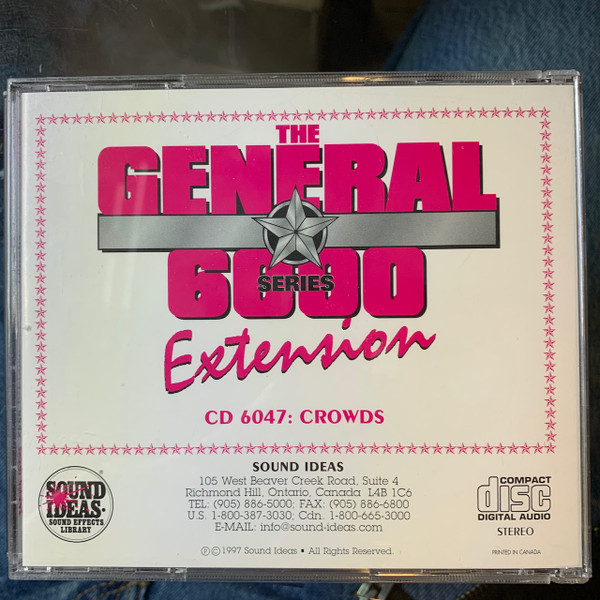 THE
GENERAL
SERIES
6000
Extension
CD 6047: CROWDS
SOUND IDEAS
105 West Beaver Creek Road, Suite 4
Richmond Hill, Ontario, Canada L4B 1C6
TEL: (905) 886-5000; FAX: (905) 886-6800
U.S. 1-800-387-3030; Cdn. 1-800-665-3000
E-MAIL: info@sound-ideas.com
Ⓟ©1997 Sound Ideas • All Rights Reserved.
SOUND
IDEAS®
SOUND EFFECTS
LIBRARY
COMPACT
disc
DIGITAL AUDIO
STEREO
PRINTED IN CANADA